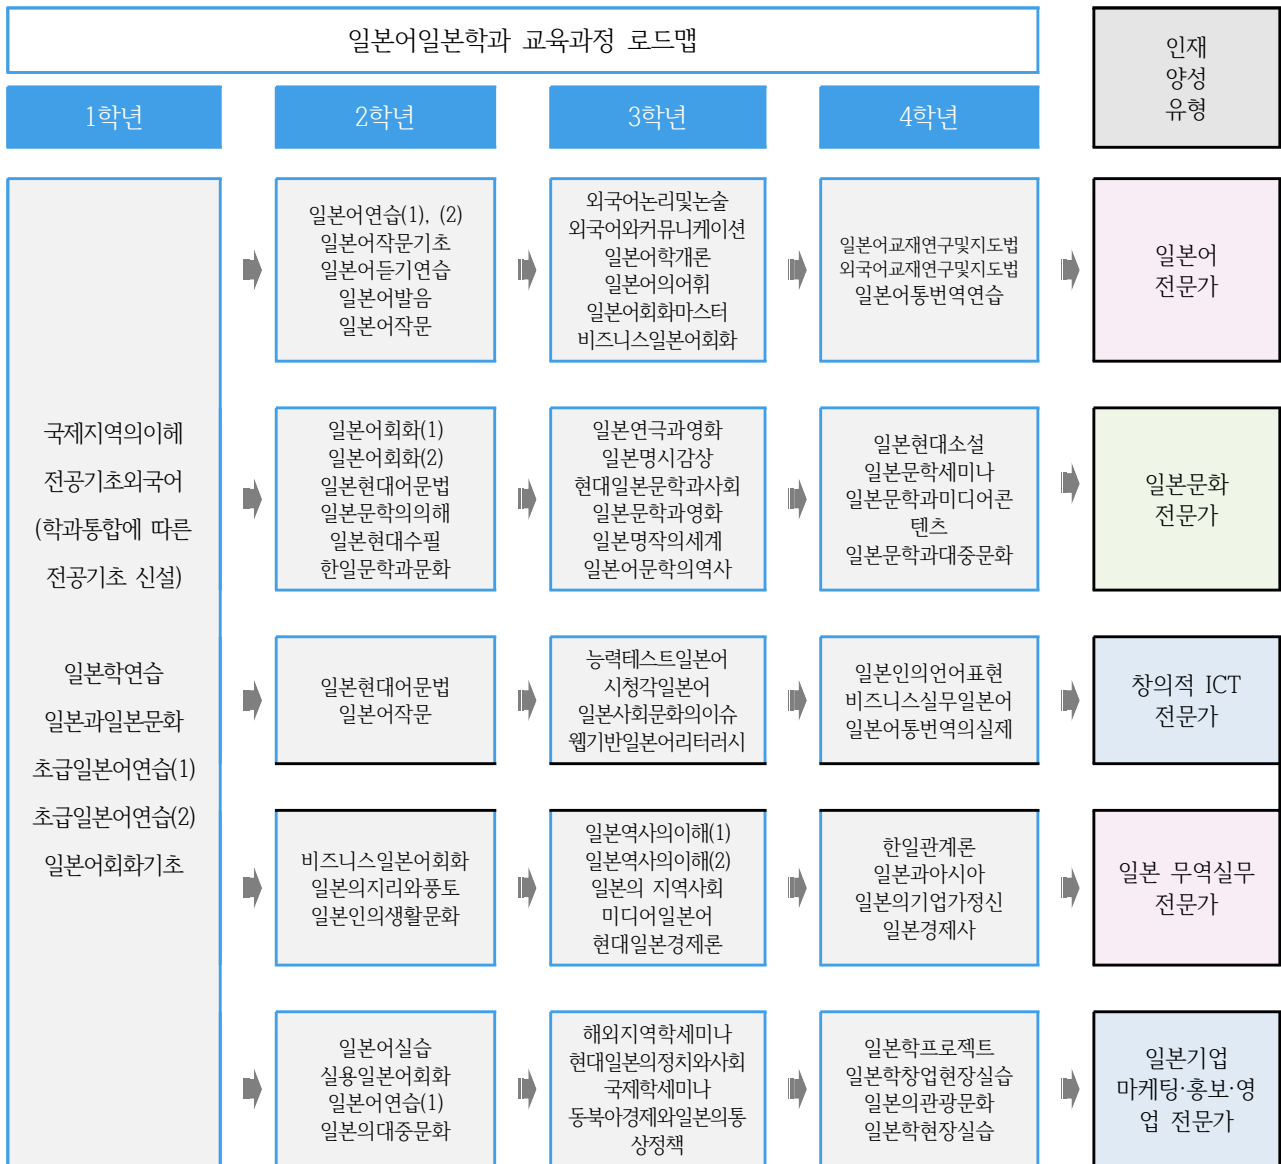 일본어일본학과 교육과정 로드맵
인재
양성
유형
1학년
2학년
3학년
4학년
국제지역의이헤
전공기초외국어
(학과통합에 따른
전공기초 신설)
일본학연습
일본과일본문화
초급일본어연습(1)
초급일본어연습(2)
일본어회화기초
일본어연습(1), (2)
일본어작문기초
일본어듣기연습
일본어발음
일본어작문
외국어논리및논술
외국어와커뮤니케이션
일본어학개론
일본어의어휘
일본어회화마스터
비즈니스일본어회화
일본어교재연구및지도법
외국어교재연구및지도법
일본어통번역연습
일본어
전문가
일본어회화(1)
일본어회화(2)
일본현대어문법
일본문학의의해
일본현대수필
한일문학과문화
일본연극과영화
일본명시감상
현대일본문학과사회
일본문학과영화
일본명작의세계
일본어문학의역사
일본현대소설
일본문학세미나
일본문학과미디어콘
텐츠
일본문학과대중문화
일본문화
전문가
일본현대어문법
일본어작문
능력테스트일본어
시청각일본어
일본사회문화의이슈
웹기반일본어리터러시
일본인의언어표현
비즈니스실무일본어
일본어통번역의실제
창의적 ICT
전문가
비즈니스일본어회화
일본의지리와풍토
일본인의생활문화
일본역사의이해(1)
일본역사의이해(2)
일본의 지역사회
미디어일본어
현대일본경제론
한일관계론
일본과아시아
일본의기업가정신
일본경제사
일본 무역실무
전문가
일본어실습
실용일본어회화
일본어연습(1)
일본의대중문화
해외지역학세미나
현대일본의정치와사회
국제학세미나
동북아경제와일본의통
상정책
일본학프로젝트
일본학창업현장실습
일본의관광문화
일본학현장실습
일본기업
마케팅·홍보·영
업 전문가